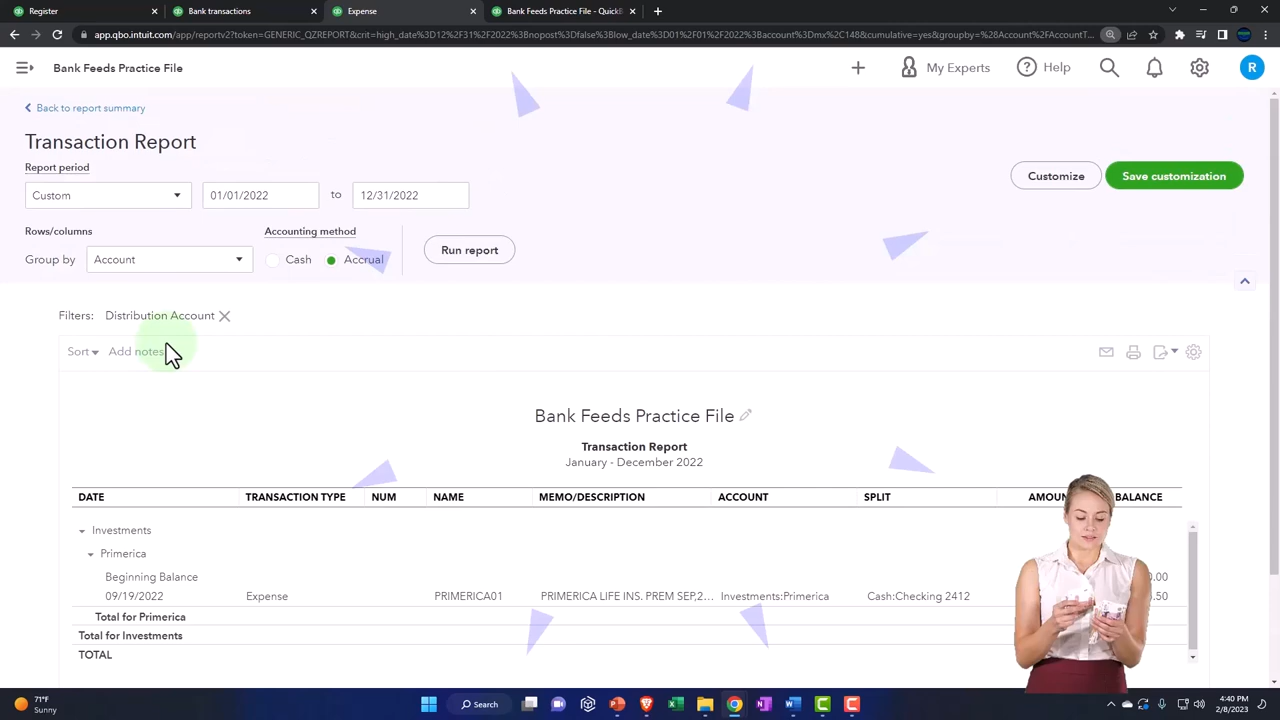 Register
Bank transactions
Expense
Bank Feeds Practice File - Quick
app.qbo.intuit.com/app/reportv2?token=GENERIC_QZREPORT&crit=high_date%3D12%2F31%2F2022%3Bnopost%3Dfalse%3Blow_date%3D01%2F01%2F2022%3Baccount%3Dmx%2C148&cumulative=yes&groupby=%28Account%2FAccountT...
Bank Feeds Practice File
My Experts
Help
R
Back to report summary
Transaction Report
Report period
Custom
01/01/2022
to
12/31/2022
Customize
Save customization
Rows/columns
Accounting method
Group by
Account
Cash
Accrual
Run report
Filters: Distribution Account
Sort
Add notes
Bank Feeds Practice File
Transaction Report
January - December 2022
DATE TRANSACTION TYPE NUM NAME MEMO/DESCRIPTION ACCOUNT SPLIT BALANCE
Investments
Primerica
Beginning Balance
09/19/2022 Expense PRIMERICA01 PRIMERICA LIFE INS. PREM SEP,2... Investments:Primerica Cash:Checking 2412
Total for Primerica
Total for Investments
TOTAL
71°F
Sunny
Search
4:40 PM
2/8/2023